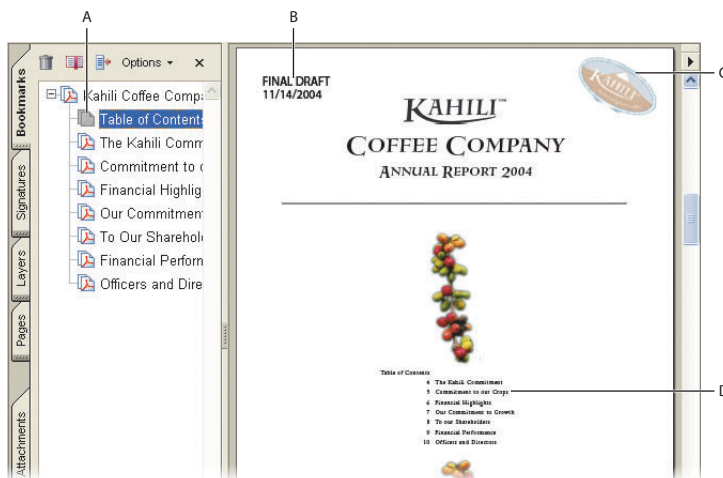 A
B
C
D
Options
Bookmarks
Signatures
Layers
Pages
Attachments
Kahili Coffee Comp
Table of Contents
The Kahili Comm
Commitment to
Financial Highlig
Our Commitment
To Our Sharehol
Financial Perform
Officers and Dire
FINAL DRAFT
11/14/2004
KAHILI
KAHILI™
COFFEE COMPANY
ANNUAL REPORT 2004
Table of Contents
4 The Kahili Commitment
5 Commitment to our Crops
6 Financial Highlights
7 Our Commitment to Growth
8 To our Shareholders
9 Financial Performance
10 Officers and Directors